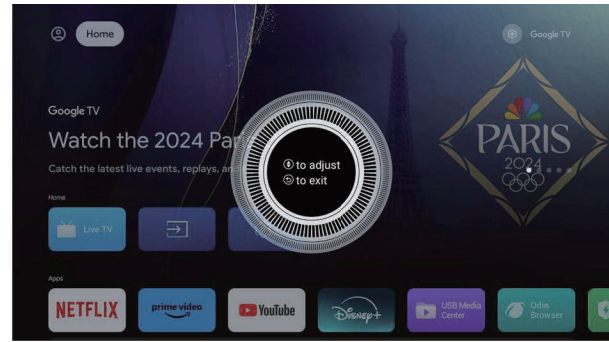 Home
Google TV
Google TV
Watch the 2024 Par
Catch the latest live events, replays, an
to adjust
to exit
PARIS
2024
Home
Live TV
Apps
NETFLIX
prime video
YouTube
Disney+
USB Media
Center
Odin
Browser